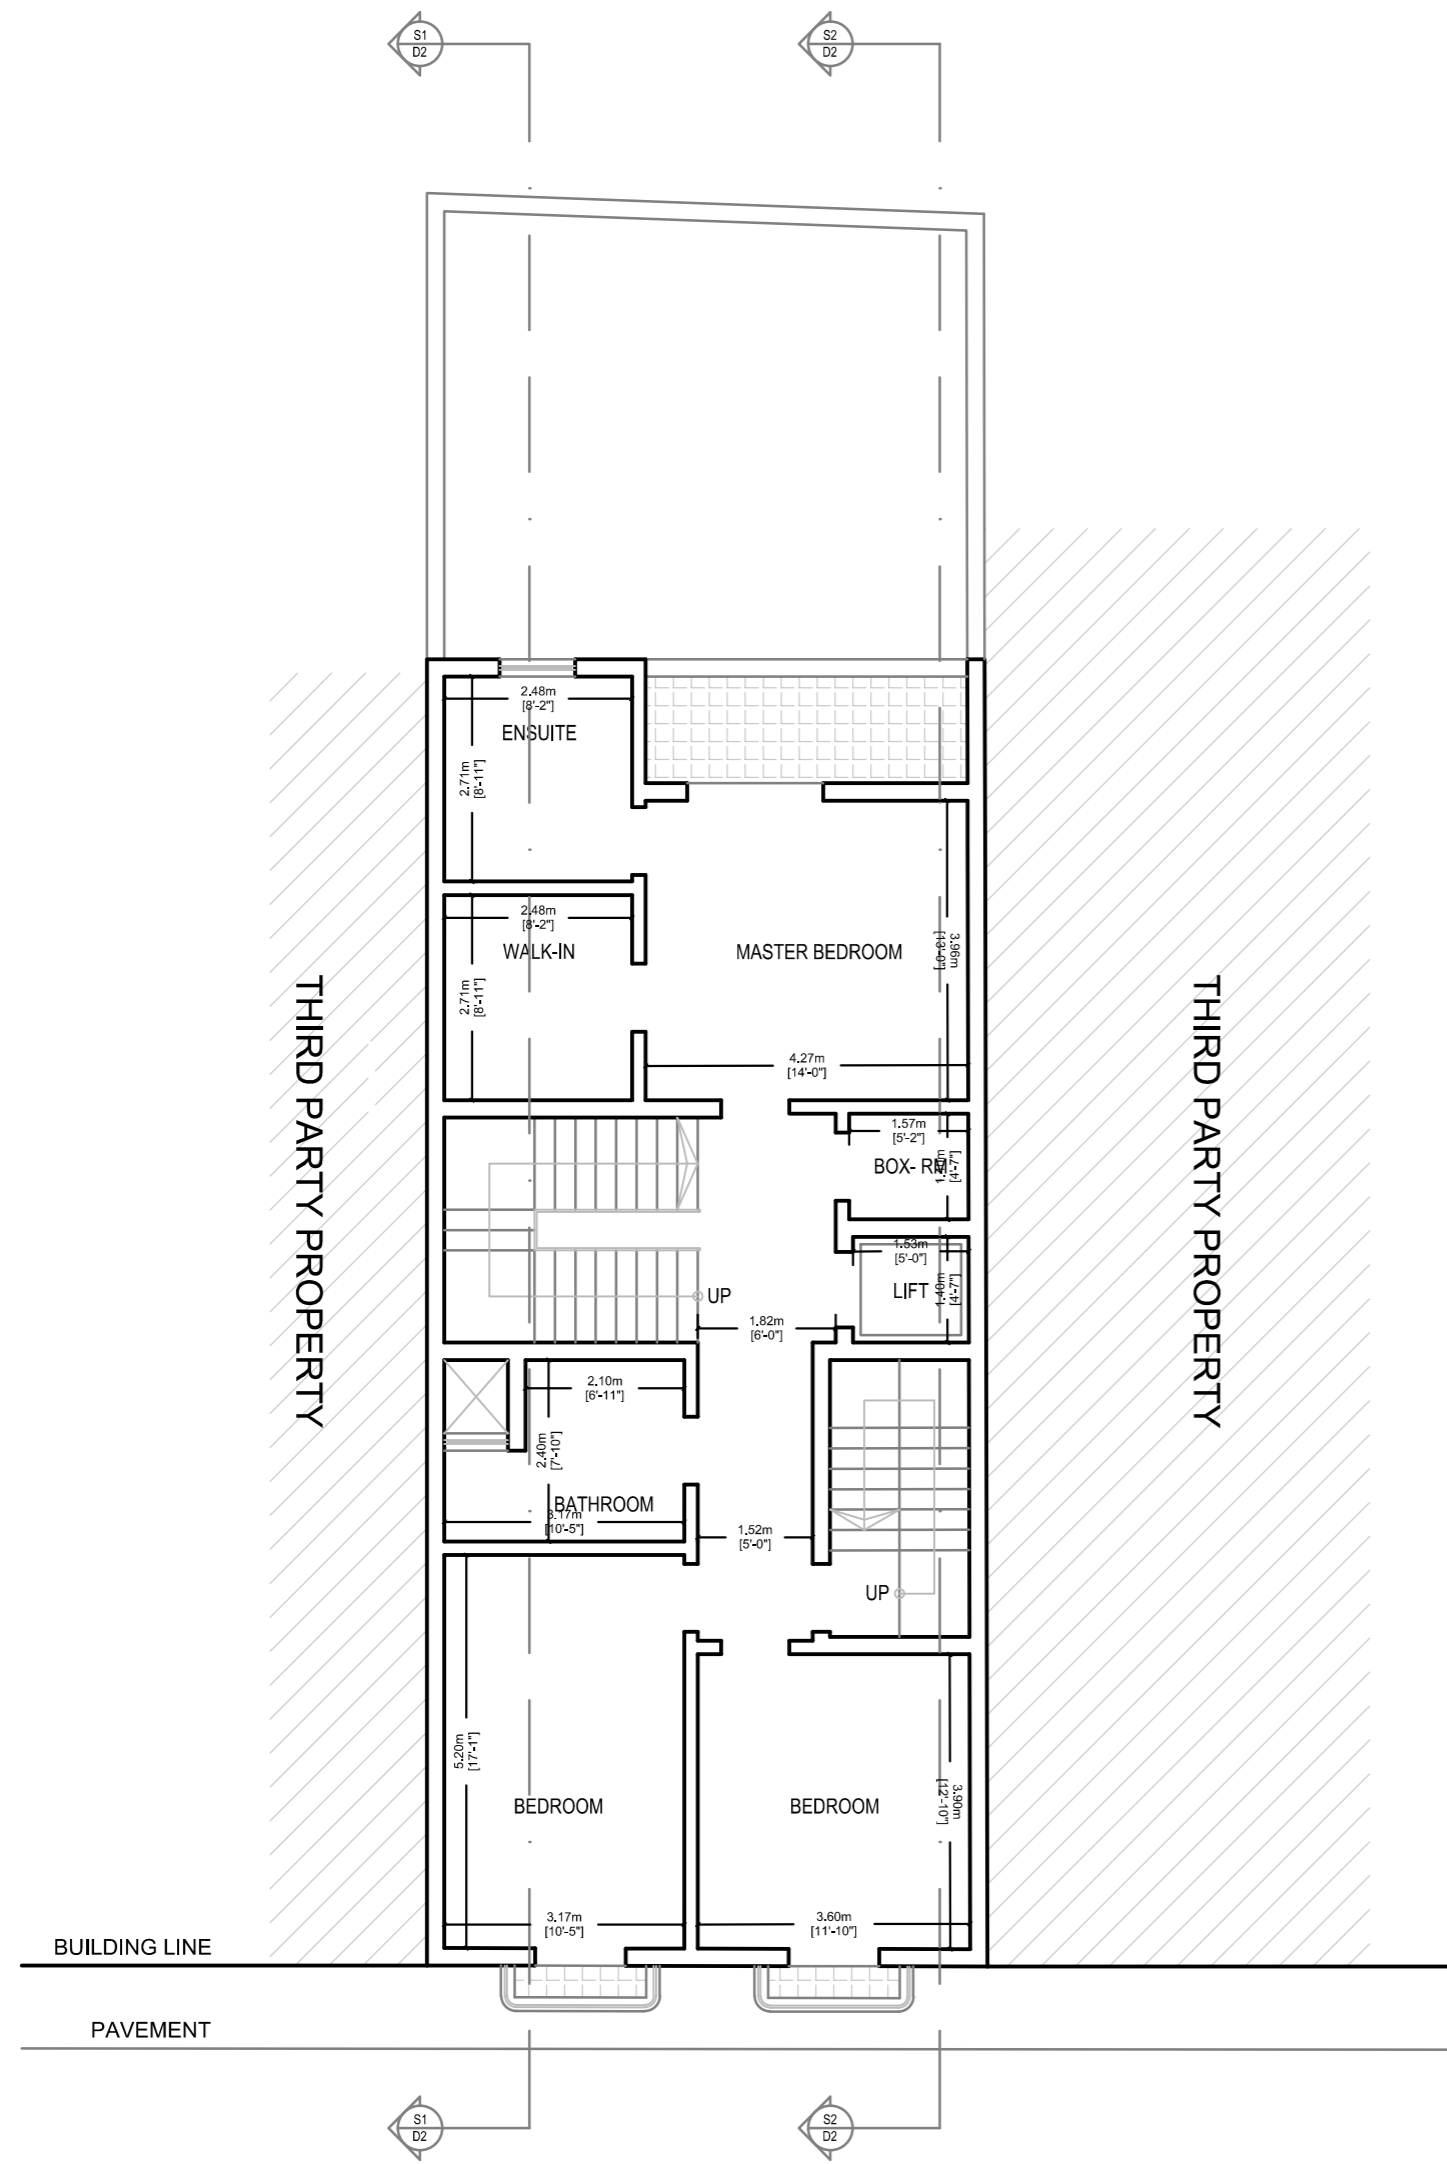 S1
D2
S2
D2
2.48m
[8'-2"]
ENSUITE
2.71m
[8'-11"]
2.48m
[8'-2"]
WALK-IN
2.71m
[8'-11"]
MASTER BEDROOM
3.96m
[13'-0"]
4.27m
[14'-0"]
THIRD PARTY PROPERTY
THIRD PARTY PROPERTY
1.57m
[5'-2"]
BOX- RM
[4'-7"]
1.53m
[5'-0"]
LIFT
1.40m
[4'-7"]
UP
1.82m
[6'-0"]
2.10m
[6'-11"]
2.40m
[7'-10"]
BATHROOM
3.17m
[10'-5"]
1.52m
[5'-0"]
UP
5.20m
[17'-1"]
BEDROOM
BEDROOM
3.90m
[12'-10"]
3.17m
[10'-5"]
3.60m
[11'-10"]
BUILDING LINE
PAVEMENT
S1
D2
S2
D2